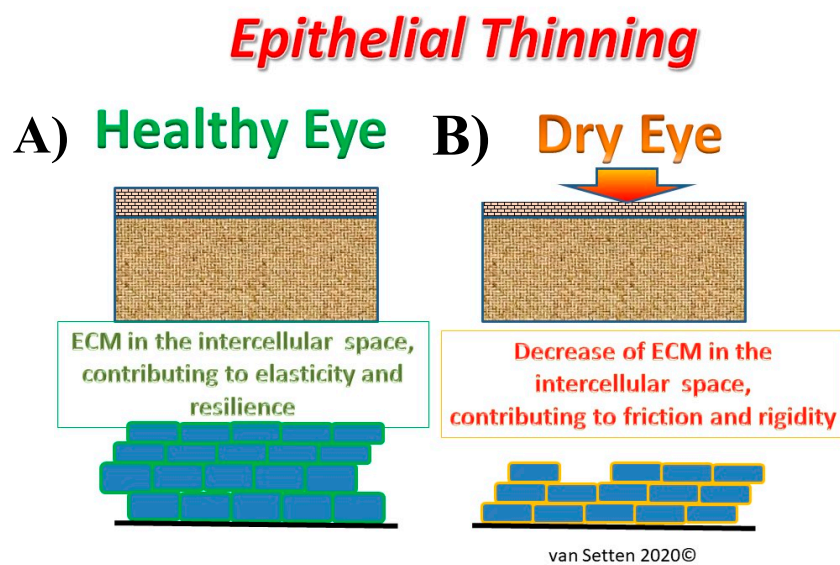 Epithelial Thinning
A) Healthy Eye
B) Dry Eye
ECM in the intercellular space,
contributing to elasticity and
resilience
Decrease of ECM in the
intercellular space,
contributing to friction and rigidity
van Setten 2020©